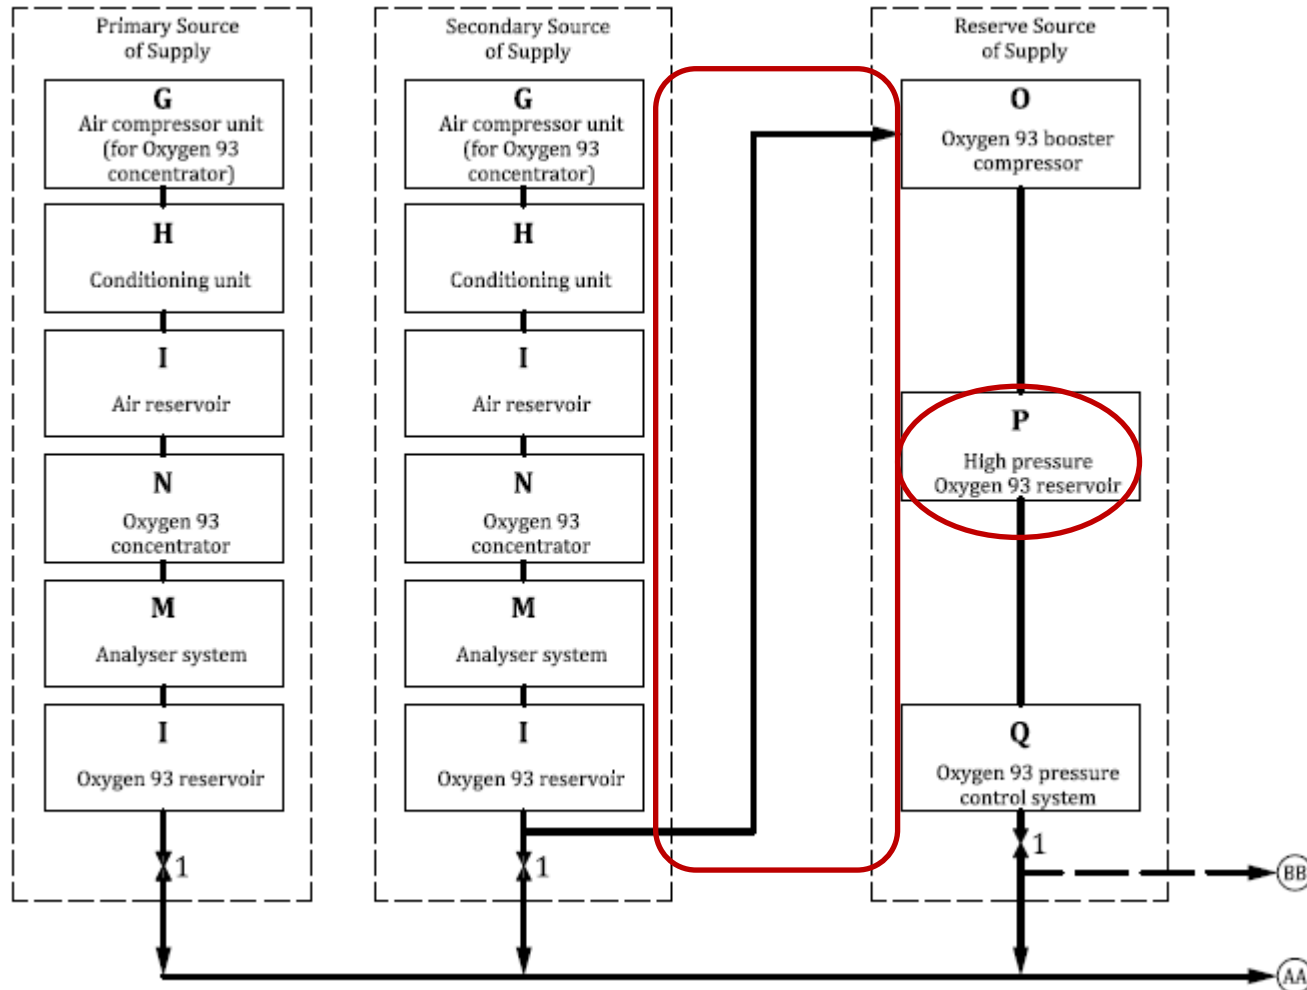 Primary Source
of Supply
G
Air compressor unit
(for Oxygen 93
concentrator)
H
Conditioning unit
I
Air reservoir
N
Oxygen 93
concentrator
M
Analyser system
I
Oxygen 93 reservoir
1
Secondary Source
of Supply
G
Air compressor unit
(for Oxygen 93
concentrator)
H
Conditioning unit
I
Air reservoir
N
Oxygen 93
concentrator
M
Analyser system
I
Oxygen 93 reservoir
1
Reserve Source
of Supply
O
Oxygen 93 booster
compressor
P
High pressure
Oxygen 93 reservoir
Q
Oxygen 93 pressure
control system
1
BB
AA